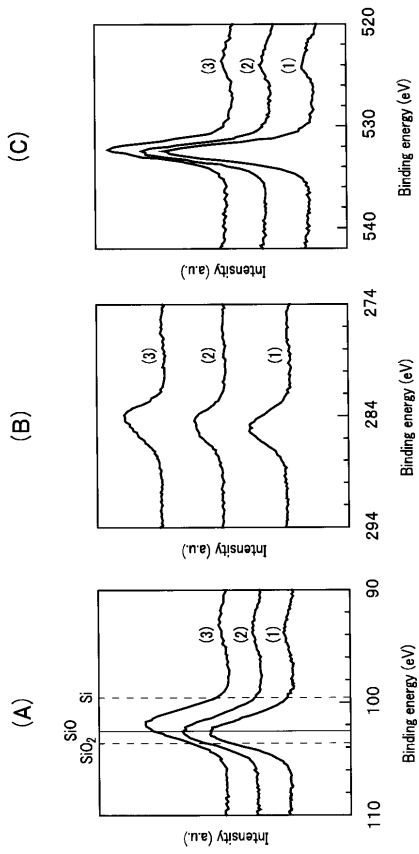 (A)
SiO
SiO2
Si
(3)
(2)
(1)
Intensity (a.u.)
110
100
90
Binding energy (eV)
(B)
(3)
(2)
(1)
Intensity (a.u.)
294
284
274
Binding energy (eV)
(C)
(3)
(2)
(1)
Intensity (a.u.)
540
530
520
Binding energy (eV)